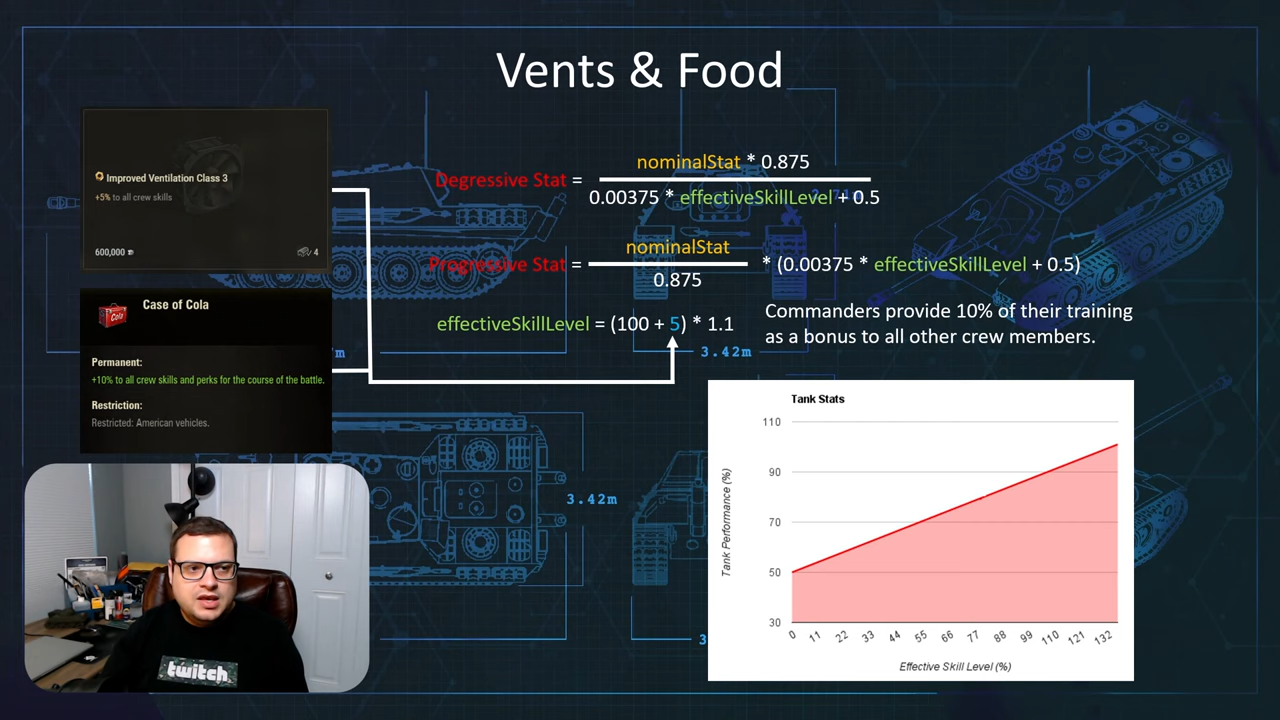 Vents & Food
Improved Ventilation Class 3
+5% to all crew skills
600,000
4
Case of Cola
Cola
Permanent:
+10% to all crew skills and perks for the course of the battle.
Restriction:
Restricted: American vehicles.
Degressive Stat =
nominalStat * 0.875
0.00375 * effectiveSkillLevel + 0.5
Progressive Stat =
nominalStat
0.875
* (0.00375 * effectiveSkillLevel + 0.5)
effectiveSkillLevel = (100 + 5) * 1.1
Commanders provide 10% of their training
as a bonus to all other crew members.
3.42m
3.42m
Tank Stats
110
90
70
50
30
Tank Performance (%)
0 11 22 33 44 55 66 77 88 99 110 121 132
Effective Skill Level (%)
twitch